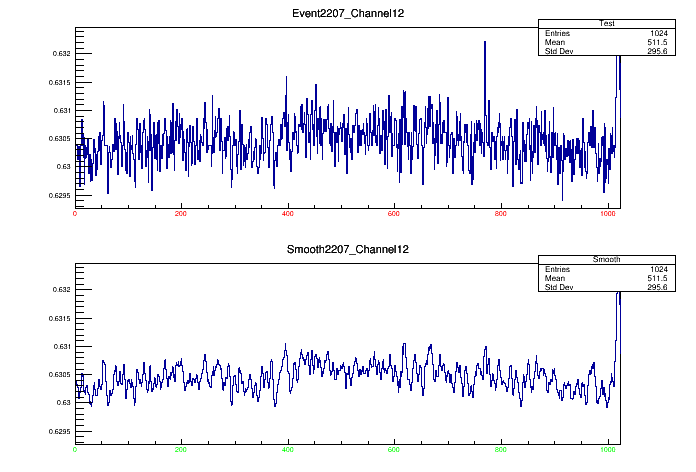 Event2207_Channel12
Test
Entries 1024
Mean 511.5
Std Dev 295.6
0.632
0.6315
0.631
0.6305
0.63
0.6295
0 200 400 600 800 1000
Smooth2207_Channel12
Smooth
Entries 1024
Mean 511.5
Std Dev 295.6
0.632
0.6315
0.631
0.6305
0.63
0.6295
0 200 400 600 800 1000